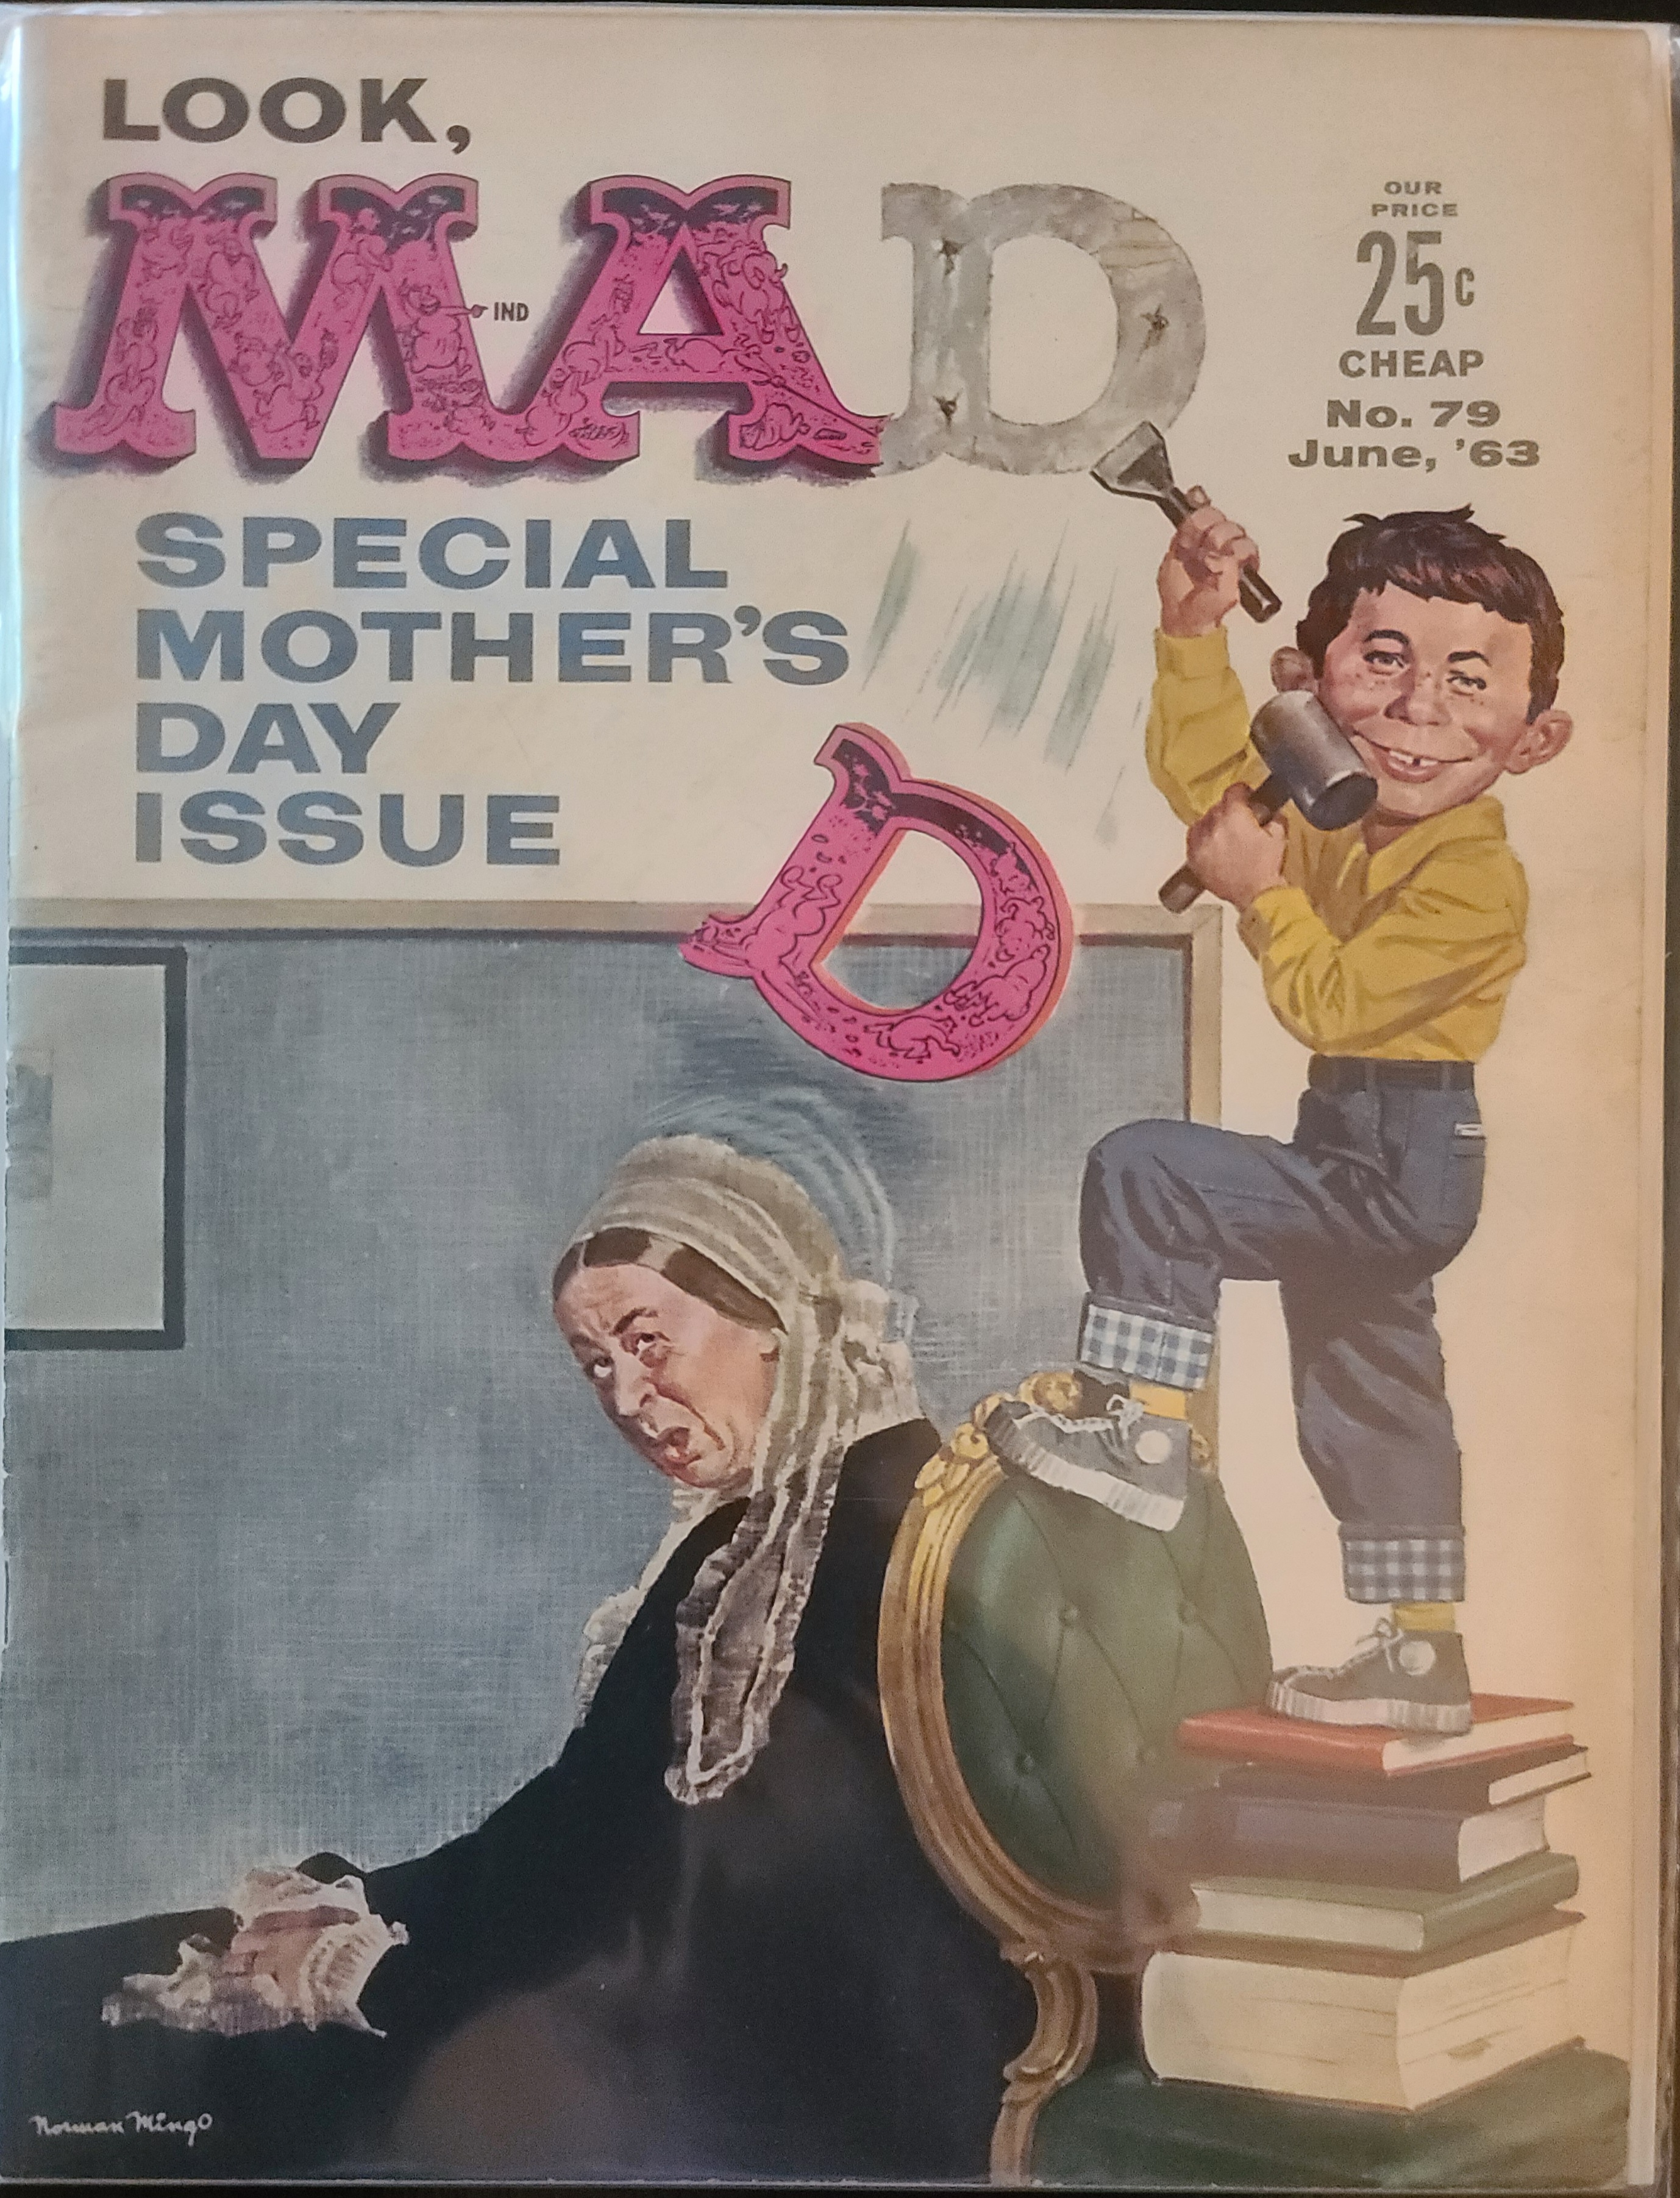 LOOK,
MAD
IND
OUR
PRICE
25c
CHEAP
No. 79
June, '63
SPECIAL
MOTHER'S
DAY
ISSUE
D
Norman Mingo